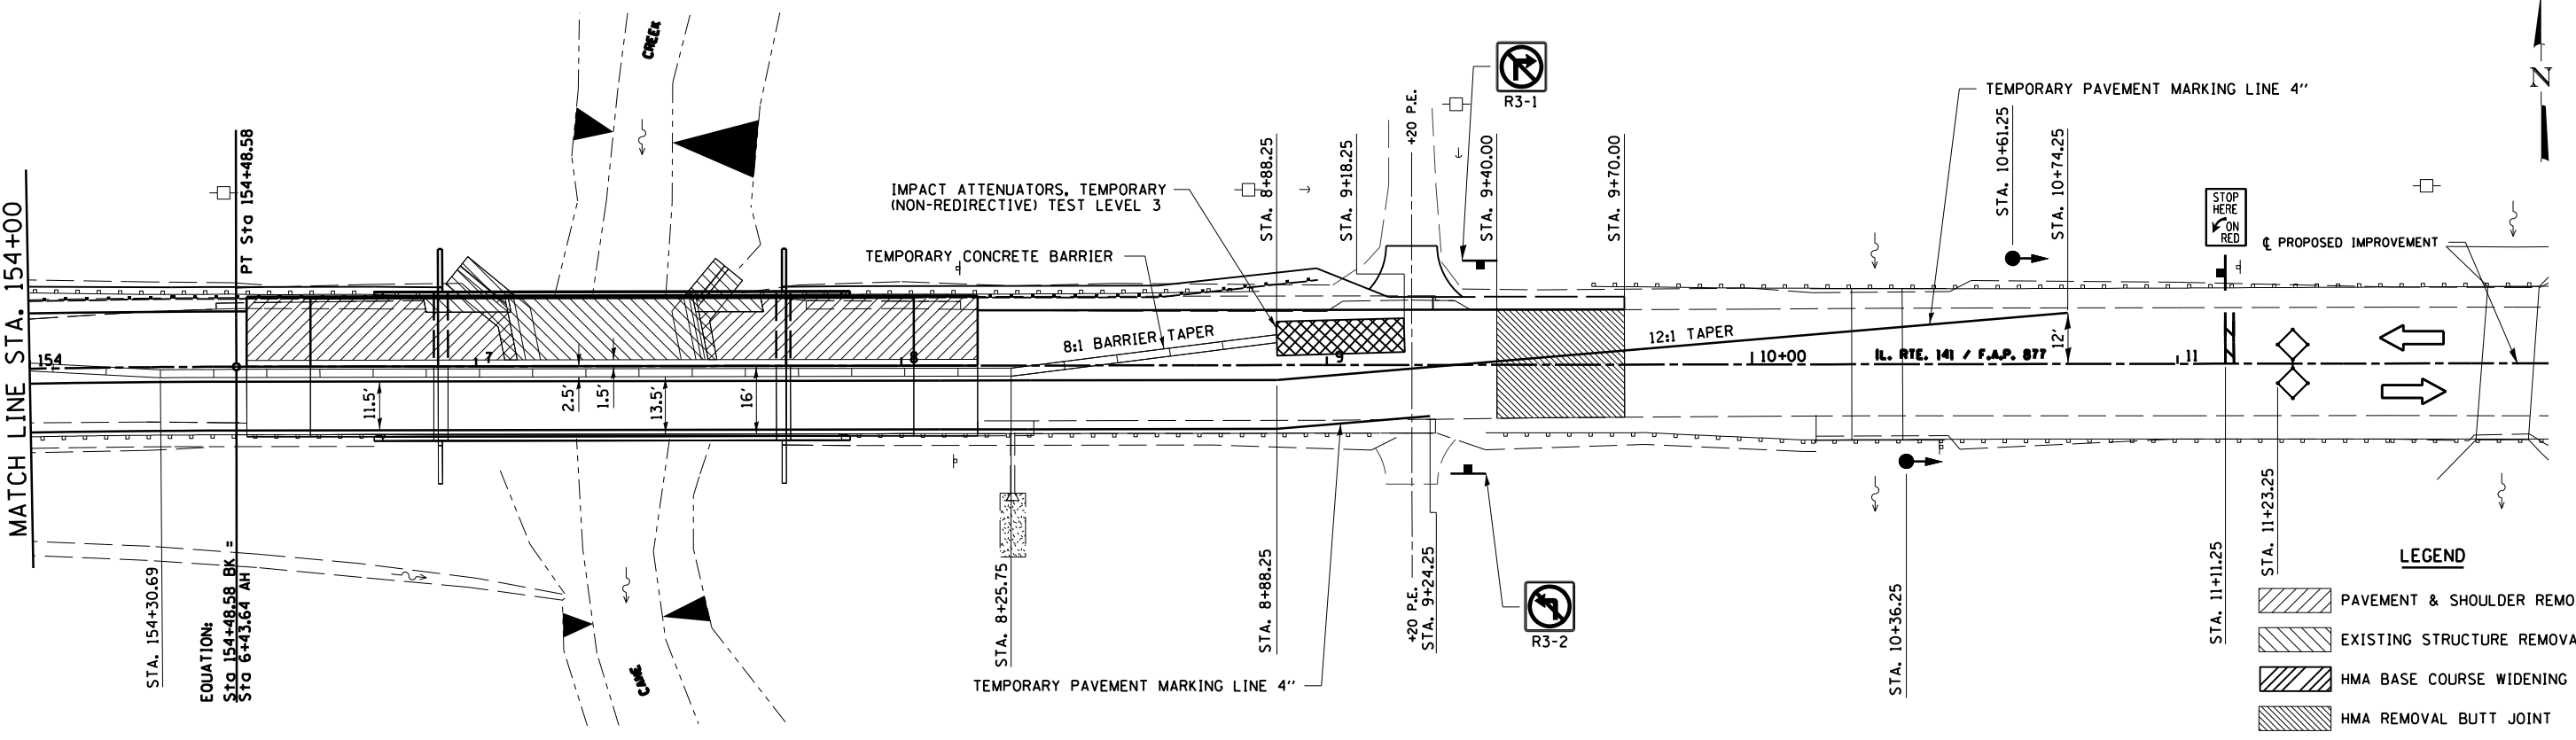 MATCH LINE STA. 154+00
154
STA. 154+30.69
PT Sta 154+48.58
EQUATION:
Sta 154+48.58 BK =
Sta 6+43.64 AH
CREEK
CANE
IMPACT ATTENUATORS, TEMPORARY
(NON-REDIRECTIVE) TEST LEVEL 3
TEMPORARY CONCRETE BARRIER
7
8
11.5'
2.5'
1.5'
13.5'
16'
8:1 BARRIER TAPER
STA. 8+25.75
STA. 8+88.25
STA. 9+18.25
+20 P.E.
STA. 9+40.00
STA. 9+70.00
R3-1
9
STA. 8+88.25
+20 P.E.
STA. 9+24.25
R3-2
TEMPORARY PAVEMENT MARKING LINE 4"
12:1 TAPER
10+00
IL. RTE. 141 / F.A.P. 877
TEMPORARY PAVEMENT MARKING LINE 4"
STA. 10+61.25
STA. 10+74.25
12'
STA. 10+36.25
11
STOP
HERE
ON
RED
℄ PROPOSED IMPROVEMENT
N
STA. 11+11.25
STA. 11+23.25
LEGEND
PAVEMENT & SHOULDER REMO
EXISTING STRUCTURE REMOVA
HMA BASE COURSE WIDENING
HMA REMOVAL BUTT JOINT